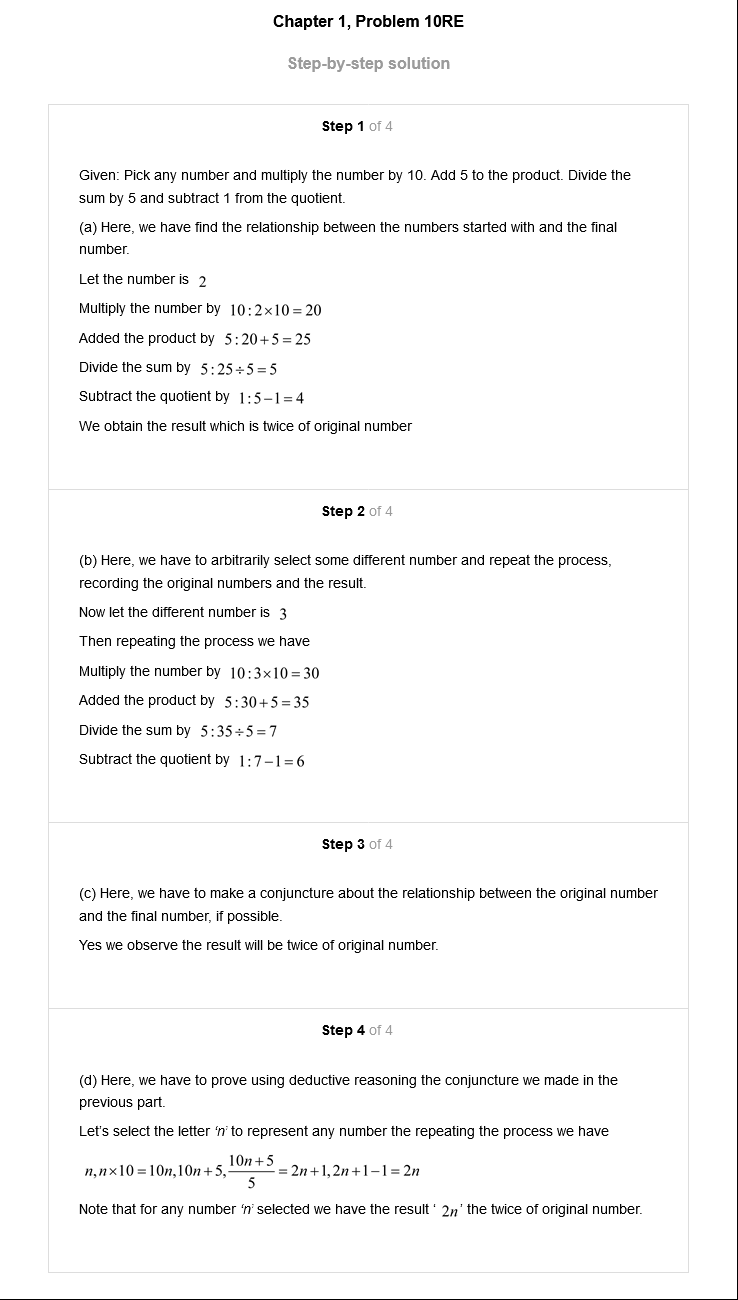 Chapter 1, Problem 10RE
Step-by-step solution
Step 1 of 4
Given: Pick any number and multiply the number by 10. Add 5 to the product. Divide the
sum by 5 and subtract 1 from the quotient.
(a) Here, we have find the relationship between the numbers started with and the final
number.
Let the number is 2
Multiply the number by 10:2×10=20
Added the product by 5:20+5=25
Divide the sum by 5:25÷5=5
Subtract the quotient by 1:5−1=4
We obtain the result which is twice of original number
Step 2 of 4
(b) Here, we have to arbitrarily select some different number and repeat the process,
recording the original numbers and the result.
Now let the different number is 3
Then repeating the process we have
Multiply the number by 10:3×10=30
Added the product by 5:30+5=35
Divide the sum by 5:35÷5=7
Subtract the quotient by 1:7−1=6
Step 3 of 4
(c) Here, we have to make a conjuncture about the relationship between the original number
and the final number, if possible.
Yes we observe the result will be twice of original number.
Step 4 of 4
(d) Here, we have to prove using deductive reasoning the conjuncture we made in the
previous part.
Let's select the letter 'n' to represent any number the repeating the process we have
n,n×10=10n,10n+5,(10n+5)/5=2n+1,2n+1−1=2n
Note that for any number 'n' selected we have the result ' 2n' the twice of original number.